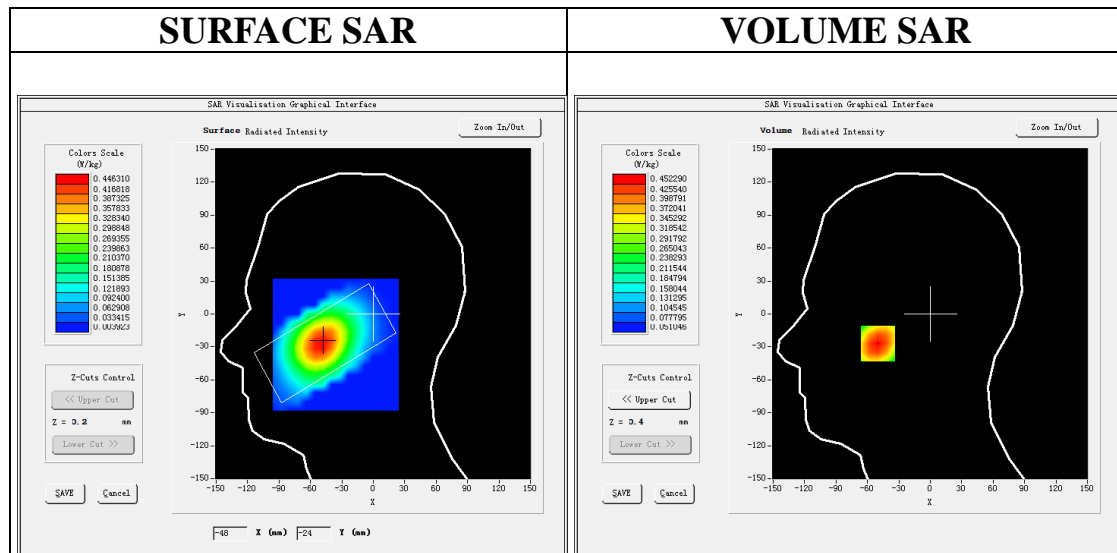 SURFACE SAR
VOLUME SAR
SAR Visualisation Graphical Interface
Surface Radiated Intensity
Zoom In/Out
Colors Scale
(W/kg)
0.446310
0.416818
0.387325
0.357833
0.328340
0.298848
0.269355
0.239863
0.210370
0.180878
0.151385
0.121893
0.092400
0.062908
0.033415
0.003923
Z-Cuts Control
<< Upper Cut
Z = 0.2 mm
Lower Cut >>
SAVE
Cancel
150
120
90
60
30
0
-30
-60
-90
-120
-150
Y
-150 -120 -90 -60 -30 0 30 60 90 120 150
X
-48 X (mm) -24 Y (mm)
SAR Visualisation Graphical Interface
Volume Radiated Intensity
Zoom In/Out
Colors Scale
(W/kg)
0.452290
0.425540
0.398791
0.372041
0.345292
0.318542
0.291792
0.265043
0.238293
0.211544
0.184794
0.158044
0.131295
0.104545
0.077795
0.051046
Z-Cuts Control
<< Upper Cut
Z = 0.4 mm
Lower Cut >>
SAVE
Cancel
150
120
90
60
30
0
-30
-60
-90
-120
-150
Y
-150 -120 -90 -60 -30 0 30 60 90 120 150
X